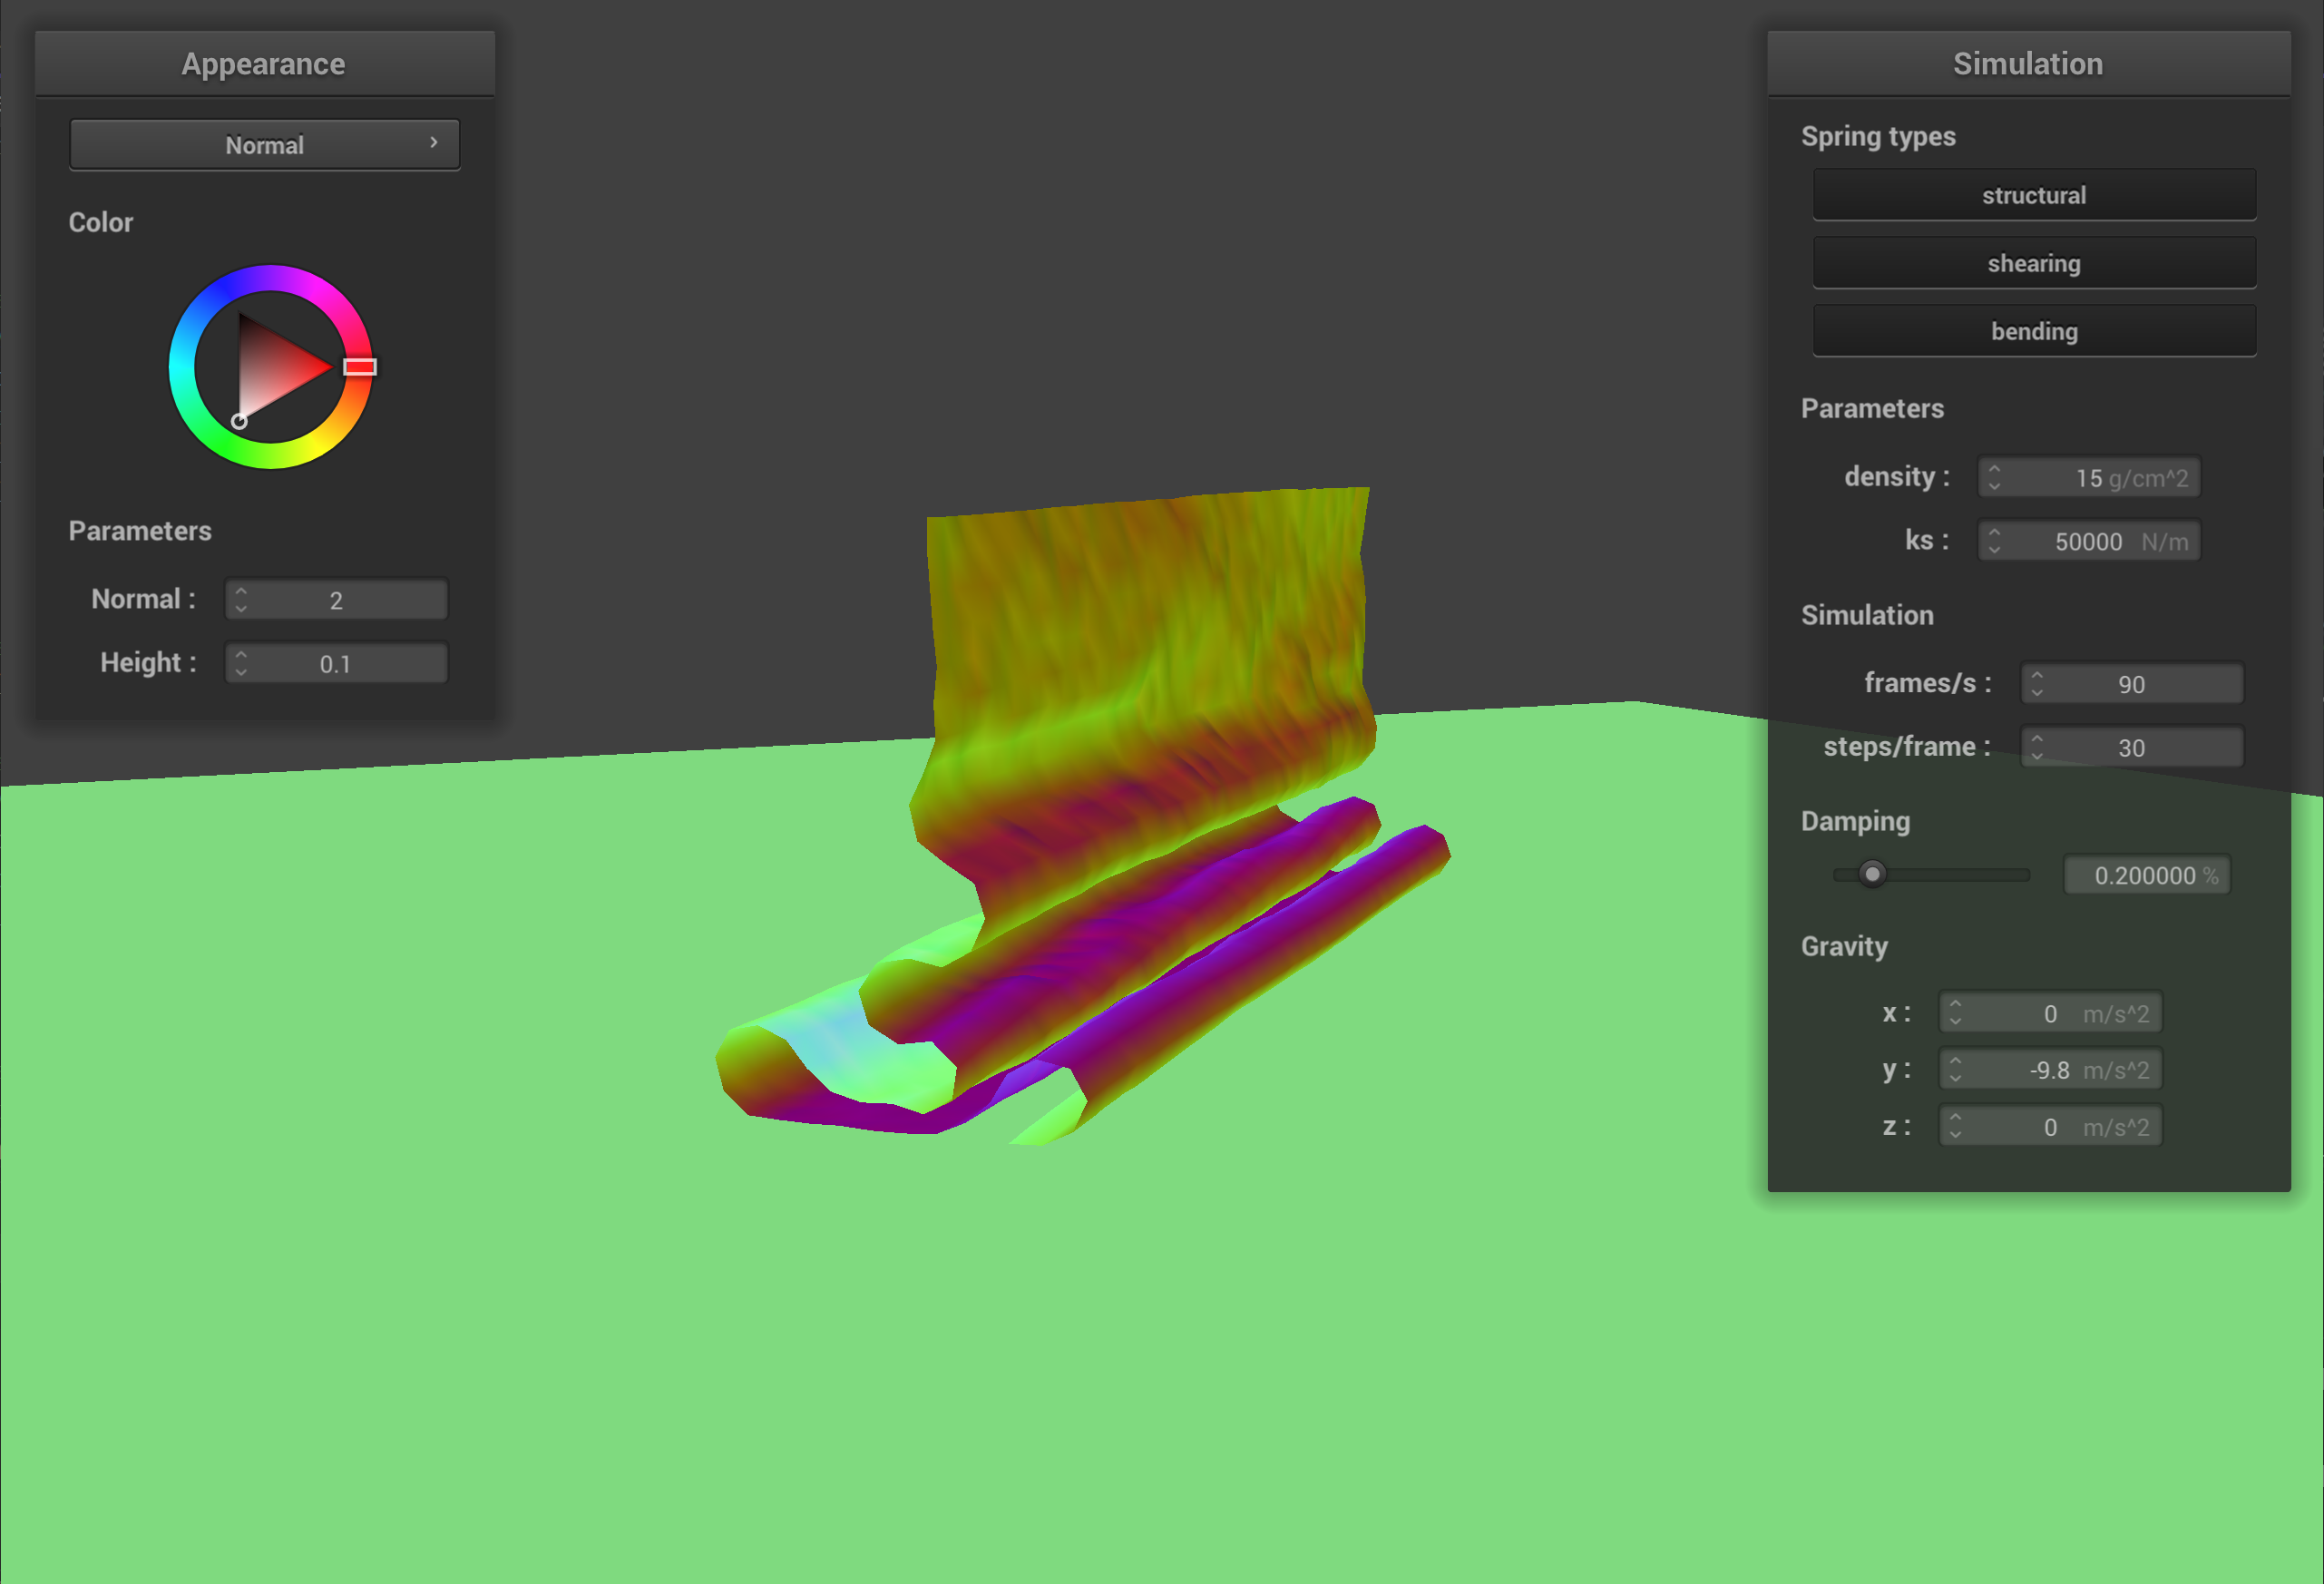 Appearance
Normal
Color
Parameters
Normal : 2
Height : 0.1
Simulation
Spring types
structural
shearing
bending
Parameters
density : 15 g/cm^2
ks : 50000 N/m
Simulation
frames/s : 90
steps/frame : 30
Damping
0.200000 %
Gravity
x : 0 m/s^2
y : -9.8 m/s^2
z : 0 m/s^2